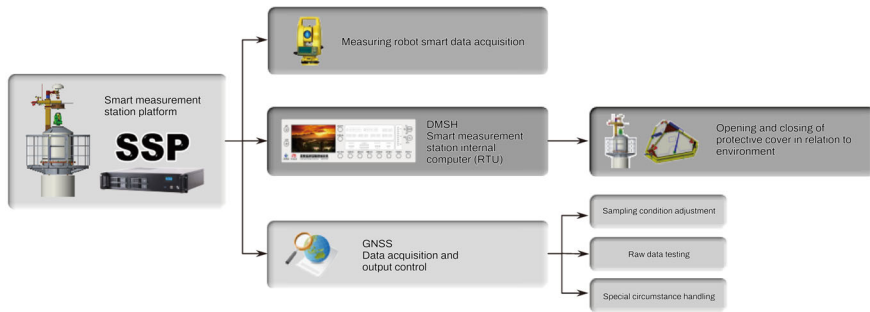 Smart measurement
station platform
SSP
Measuring robot smart data acquisition
DMSH
Smart measurement
station internal
computer (RTU)
Opening and closing of
protective cover in relation to
environment
GNSS
Data acquisition and
output control
Sampling condition adjustment
Raw data testing
Special circumstance handling